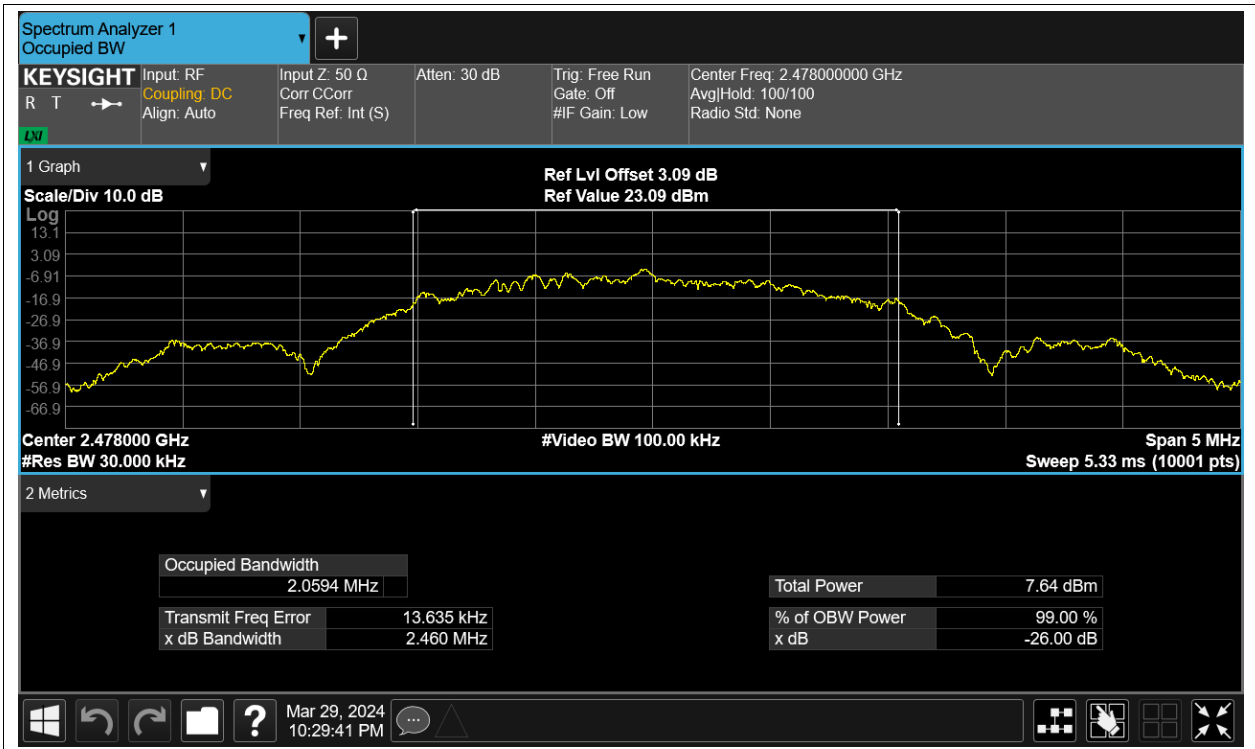 Spectrum Analyzer 1
Occupied BW
▼
+
KEYSIGHT
R T
LXI
Input: RF
Coupling: DC
Align: Auto
Input Z: 50 Ω
Corr CCorr
Freq Ref: Int (S)
Atten: 30 dB
Trig: Free Run
Gate: Off
#IF Gain: Low
Center Freq: 2.478000000 GHz
Avg|Hold: 100/100
Radio Std: None
1 Graph ▼
Ref Lvl Offset 3.09 dB
Scale/Div 10.0 dB
Ref Value 23.09 dBm
Log
13.1
3.09
-6.91
-16.9
-26.9
-36.9
-46.9
-56.9
-66.9
Center 2.478000 GHz
#Video BW 100.00 kHz
Span 5 MHz
#Res BW 30.000 kHz
Sweep 5.33 ms (10001 pts)
2 Metrics ▼
Occupied Bandwidth
2.0594 MHz
Transmit Freq Error 13.635 kHz
x dB Bandwidth 2.460 MHz
Total Power 7.64 dBm
% of OBW Power 99.00 %
x dB -26.00 dB
?
Mar 29, 2024
10:29:41 PM